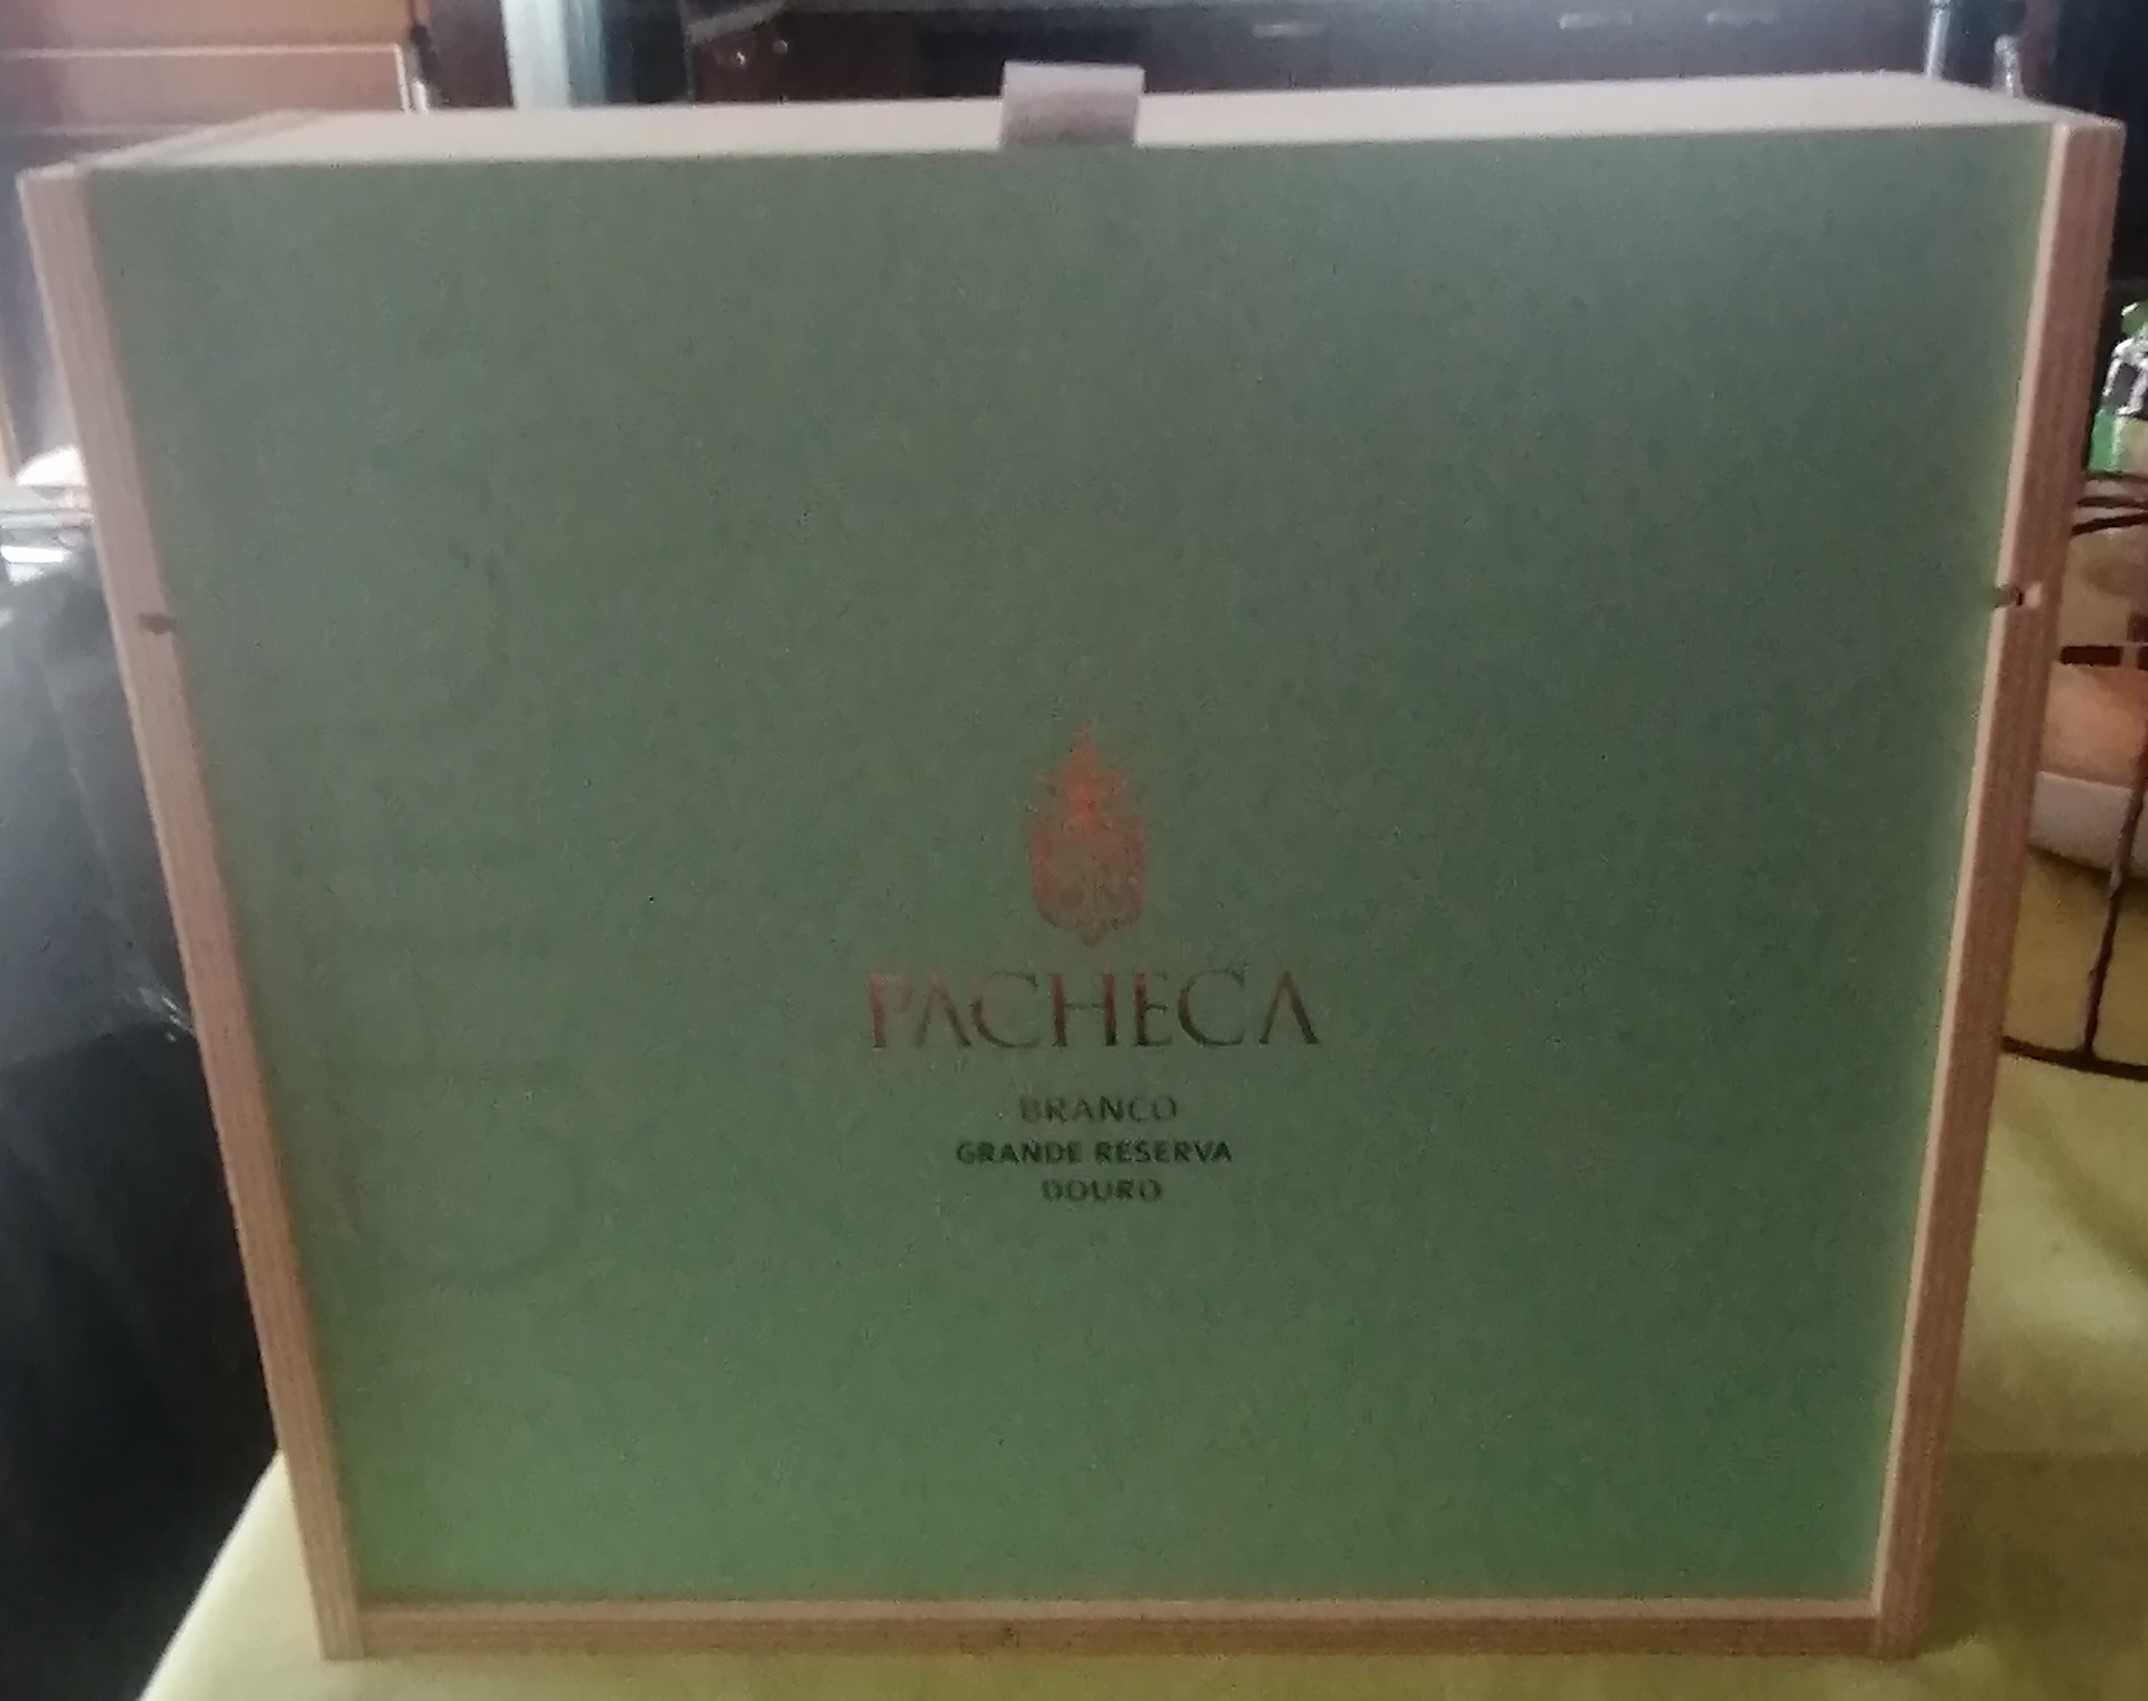 PACHECA
BRANCO
GRANDE RESERVA
DOURO